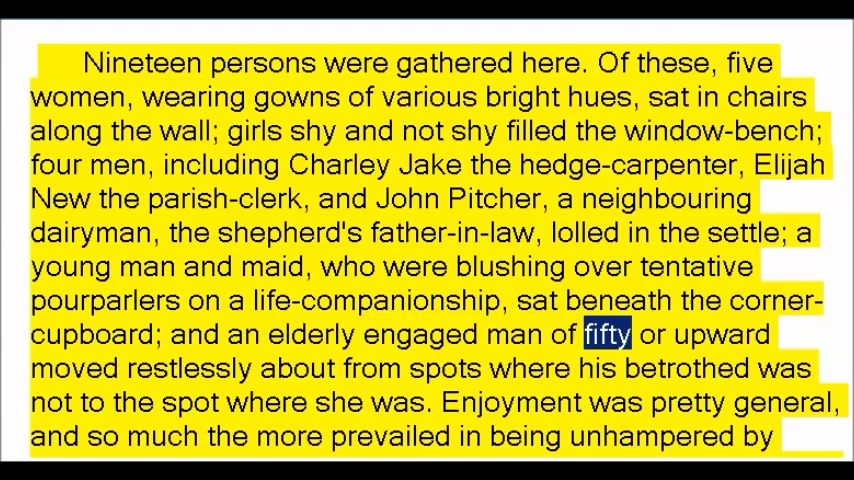 Nineteen persons were gathered here. Of these, five
women, wearing gowns of various bright hues, sat in chairs
along the wall; girls shy and not shy filled the window-bench;
four men, including Charley Jake the hedge-carpenter, Elijah
New the parish-clerk, and John Pitcher, a neighbouring
dairyman, the shepherd's father-in-law, lolled in the settle; a
young man and maid, who were blushing over tentative
pourparlers on a life-companionship, sat beneath the corner-
cupboard; and an elderly engaged man of fifty or upward
moved restlessly about from spots where his betrothed was
not to the spot where she was. Enjoyment was pretty general,
and so much the more prevailed in being unhampered by